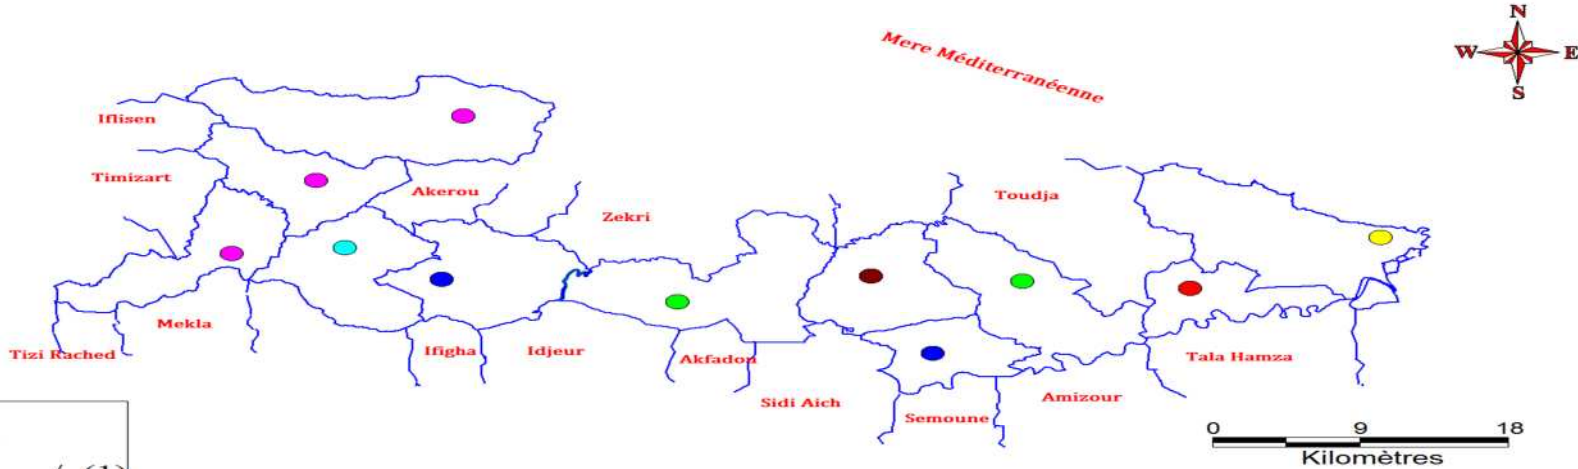 N
W E
S
Mere Méditerranéenne
Iflisen
Timizart
Akerou
Zekri
Toudja
Mekla
Tizi Rached
Ifigha
Idjeur
Akfadou
Tala Hamza
Sidi Aich
Semoune
Amizour
0 9 18
Kilomètres
(1)